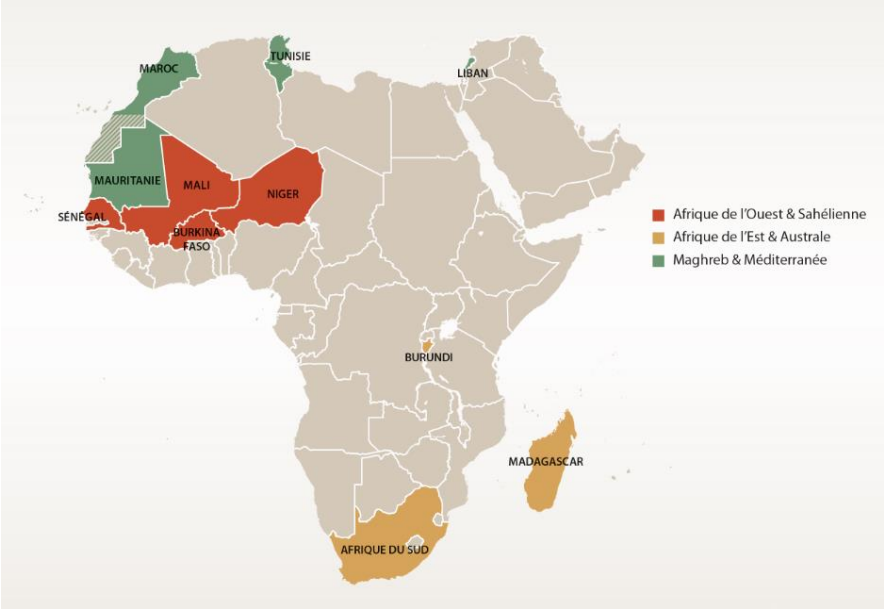 TUNISIE
MAROC
LIBAN
MAURITANIE
MALI
NIGER
SÉNÉGAL
BURKINA
FASO
Afrique de l'Ouest & Sahélienne
Afrique de l'Est & Australe
Maghreb & Méditerranée
BURUNDI
MADAGASCAR
AFRIQUE DU SUD